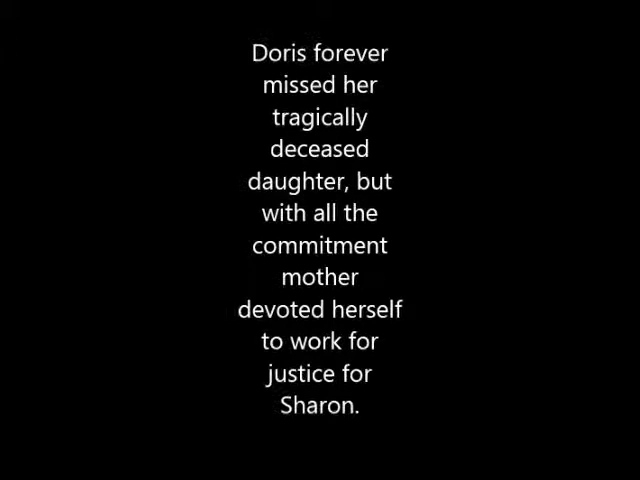 Doris forever
missed her
tragically
deceased
daughter, but
with all the
commitment
mother
devoted herself
to work for
justice for
Sharon.